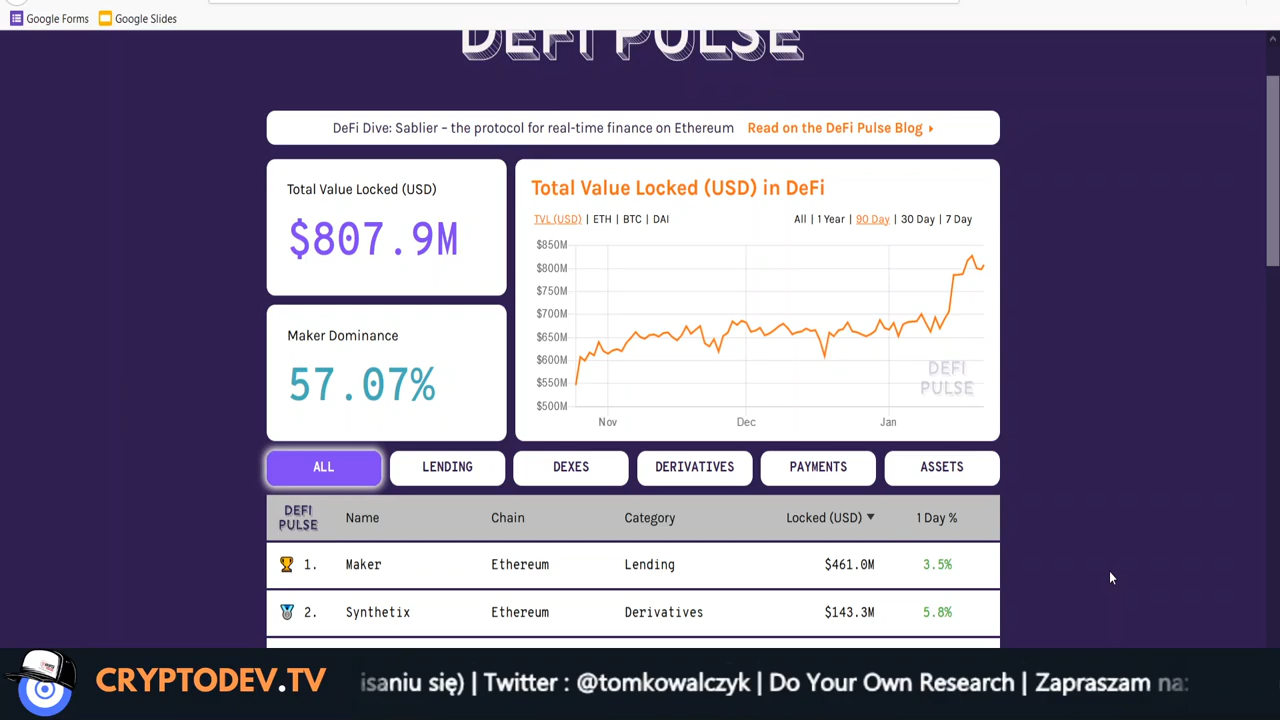 Google Forms Google Slides
DEFI PULSE
DeFi Dive: Sablier – the protocol for real-time finance on Ethereum Read on the DeFi Pulse Blog
Total Value Locked (USD)
$807.9M
Maker Dominance
57.07%
Total Value Locked (USD) in DeFi
TVL (USD) | ETH | BTC | DAI All | 1 Year | 90 Day | 30 Day | 7 Day
$850M
$800M
$750M
$700M
$650M
$600M
$550M
$500M
DEFI
PULSE
Nov Dec Jan
ALL LENDING DEXES DERIVATIVES PAYMENTS ASSETS
DEFI
PULSE
Name Chain Category Locked (USD) 1 Day %
1. Maker Ethereum Lending $461.0M 3.5%
2. Synthetix Ethereum Derivatives $143.3M 5.8%
CRYPTODEV.TV isaniu się) | Twitter : @tomkowalczyk | Do Your Own Research | Zapraszam na: